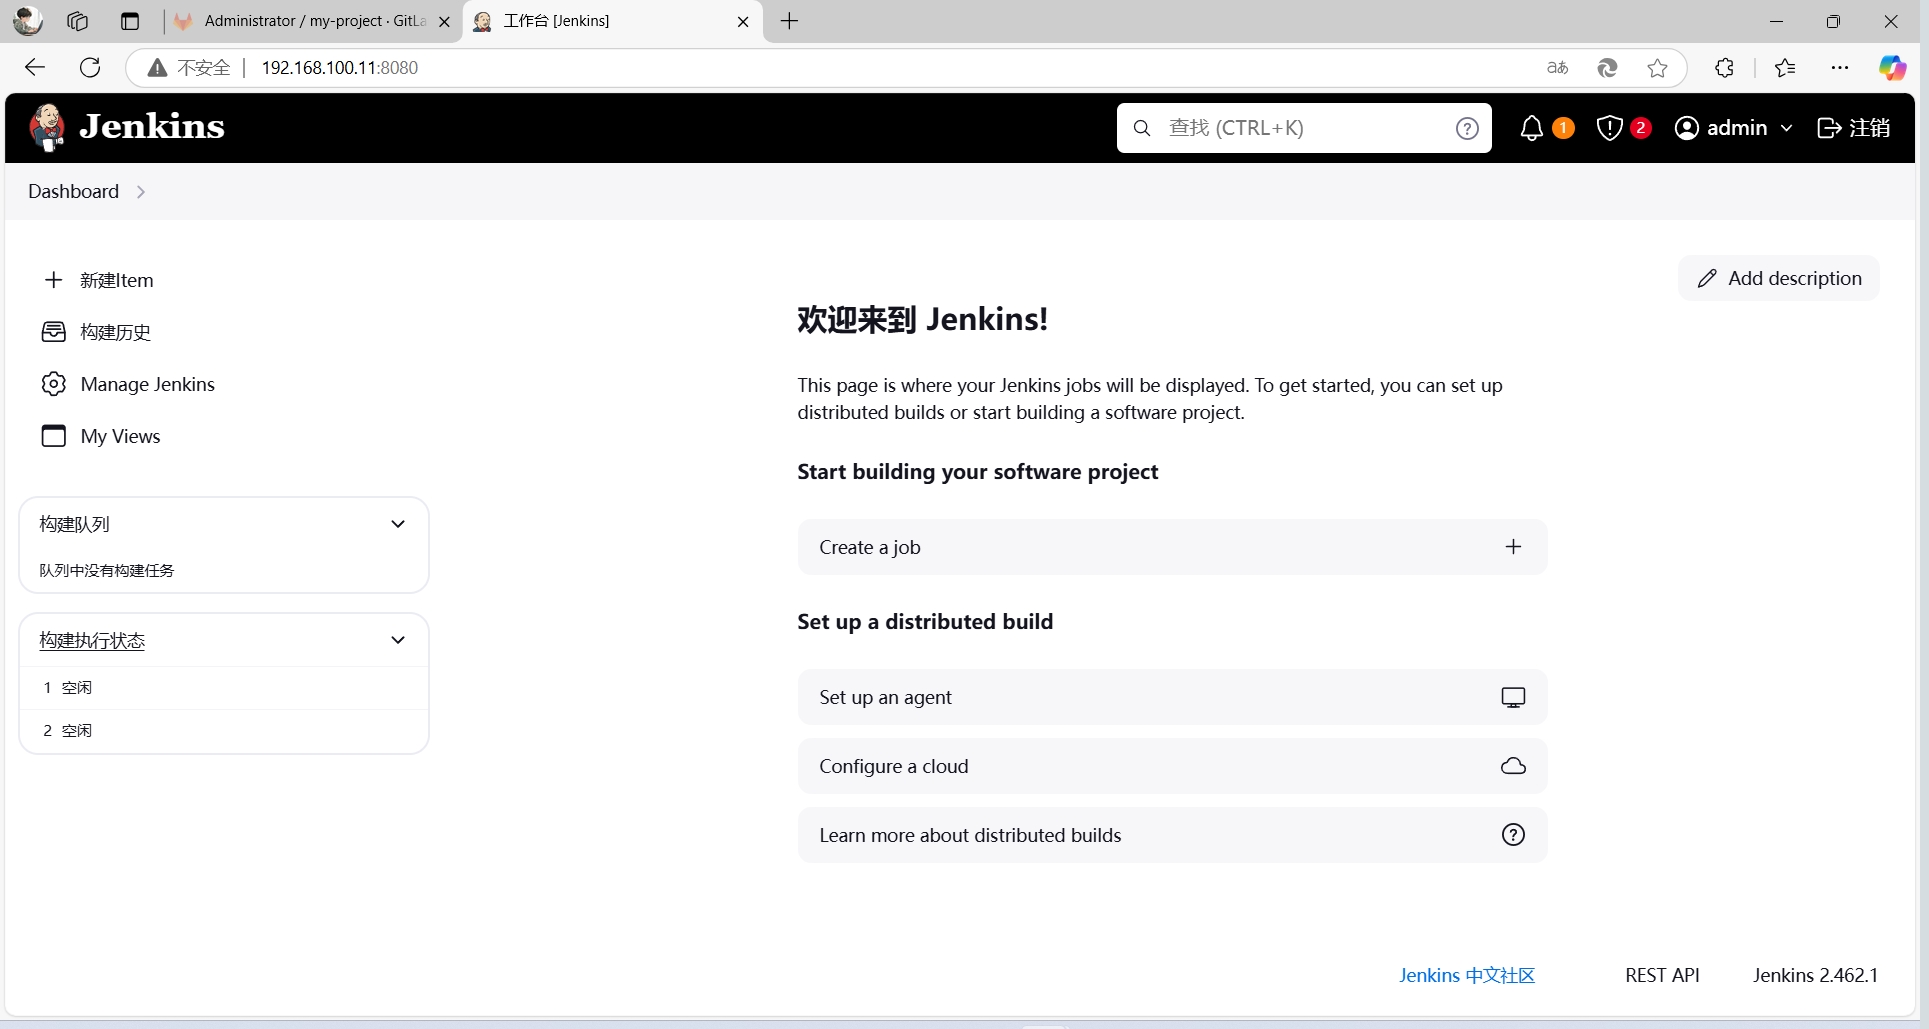 Administrator / my-project · GitLa
工作台 [Jenkins]
不安全
192.168.100.11:8080
Jenkins
查找 (CTRL+K)
1
2
admin
注销
Dashboard
新建Item
构建历史
Manage Jenkins
My Views
构建队列
队列中没有构建任务
构建执行状态
1 空闲
2 空闲
Add description
欢迎来到 Jenkins!
This page is where your Jenkins jobs will be displayed. To get started, you can set up
distributed builds or start building a software project.
Start building your software project
Create a job
Set up a distributed build
Set up an agent
Configure a cloud
Learn more about distributed builds
Jenkins 中文社区
REST API
Jenkins 2.462.1